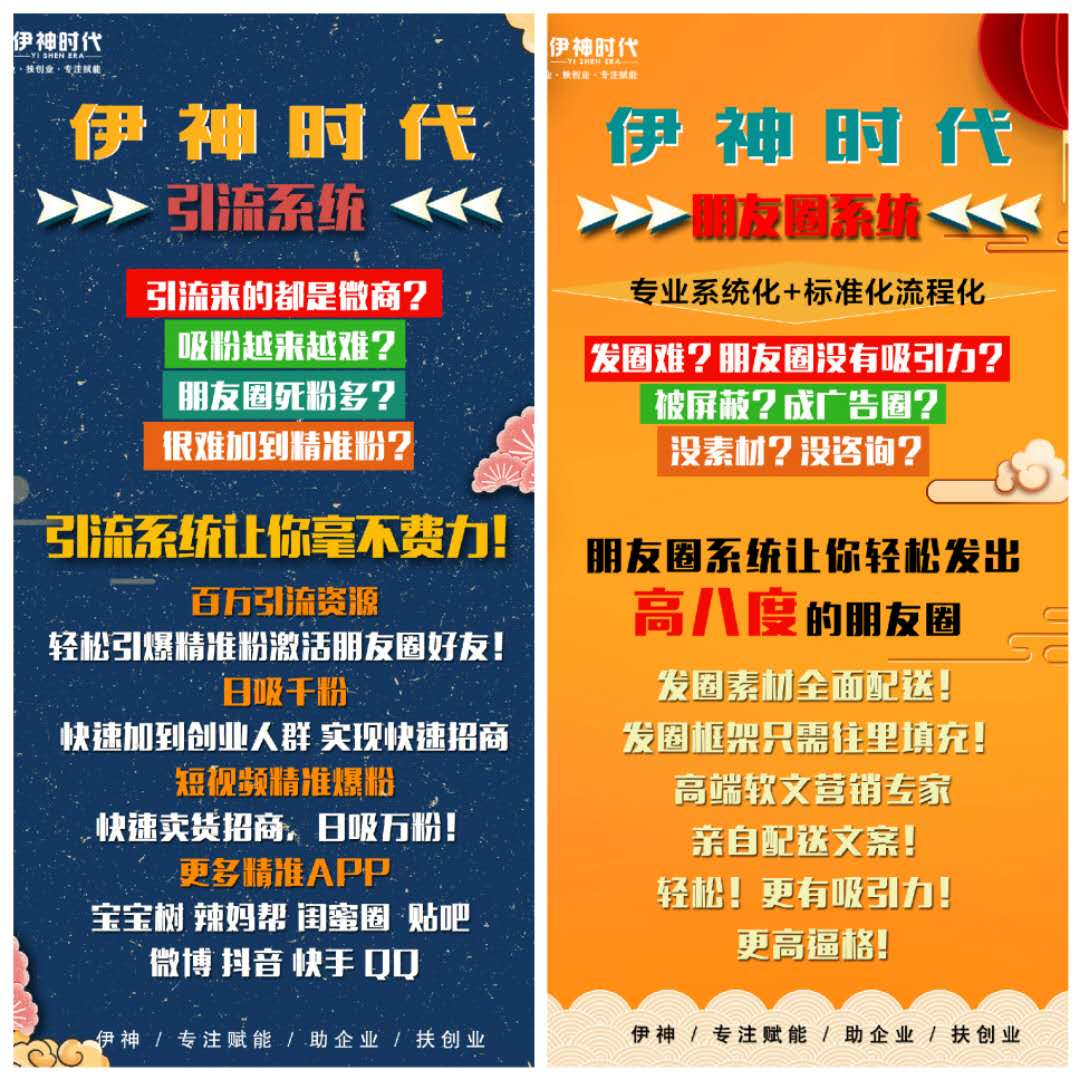 伊神时代
YI SHEN ERA
业·扶创业·专注赋能
伊神时代
引流系统
引流来的都是微商？
吸粉越来越难？
朋友圈死粉多？
很难加到精准粉？
引流系统让你毫不费力！
百万引流资源
轻松引爆精准粉激活朋友圈好友！
日吸千粉
快速加到创业人群 实现快速招商
短视频精准爆粉
快速卖货招商，日吸万粉！
更多精准APP
宝宝树 辣妈帮 闺蜜圈 贴吧
微博 抖音 快手 QQ
伊神 / 专注赋能 / 助企业 / 扶创业
伊神时代
YI SHEN ERA
业·扶创业·专注赋能
伊神时代
朋友圈系统
专业系统化+标准化流程化
发圈难？朋友圈没有吸引力？
被屏蔽？成广告圈？
没素材？没咨询？
朋友圈系统让你轻松发出
高八度的朋友圈
发圈素材全面配送！
发圈框架只需往里填充！
高端软文营销专家
亲自配送文案！
轻松！更有吸引力！
更高逼格！
伊神 / 专注赋能 / 助企业 / 扶创业